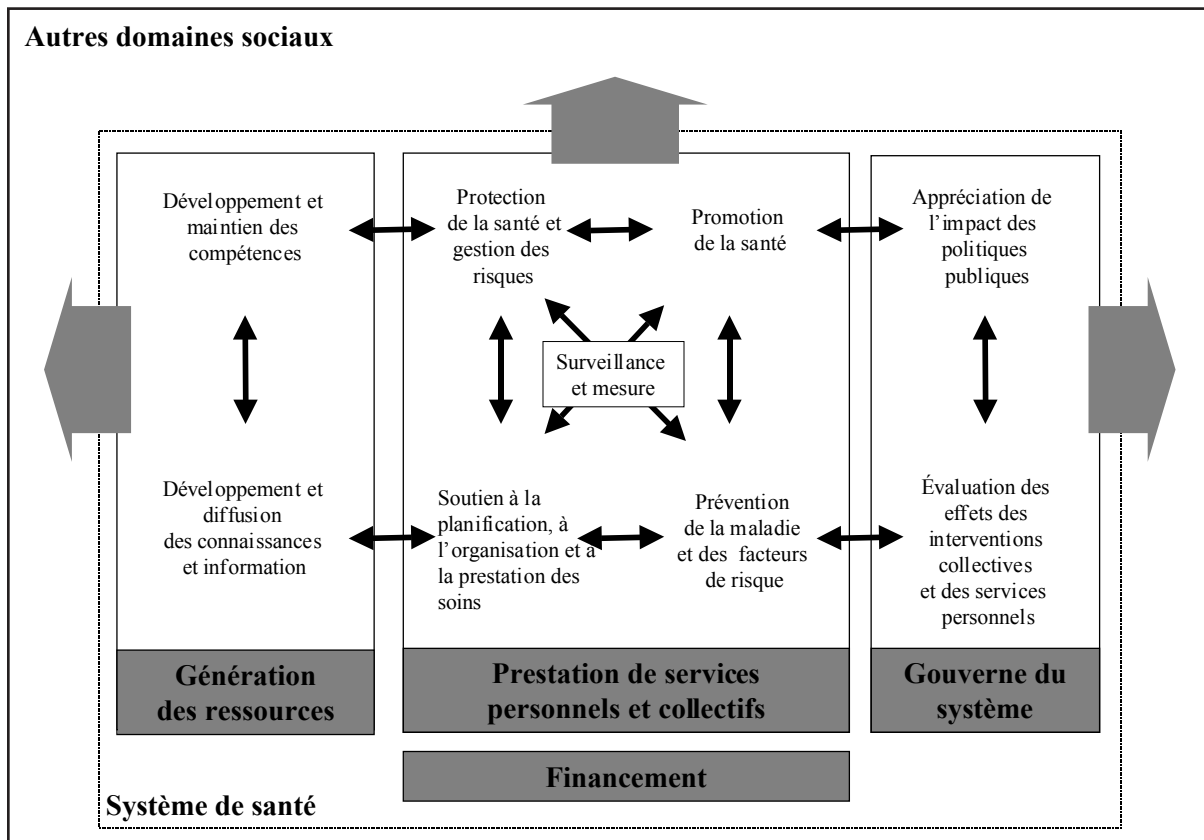 Autres domaines sociaux
Développement et
maintien des
compétences
Protection
de la santé et
gestion des
risques
Promotion
de la santé
Appréciation de
l’impact des
politiques
publiques
Surveillance
et mesure
Développement et
diffusion
des connaissances
et information
Soutien à la
planification, à
l’organisation et à
la prestation des
soins
Prévention
de la maladie
et des facteurs
de risque
Évaluation des
effets des
interventions
collectives
et des services
personnels
Génération
des ressources
Prestation de services
personnels et collectifs
Gouverne du
système
Financement
Système de santé